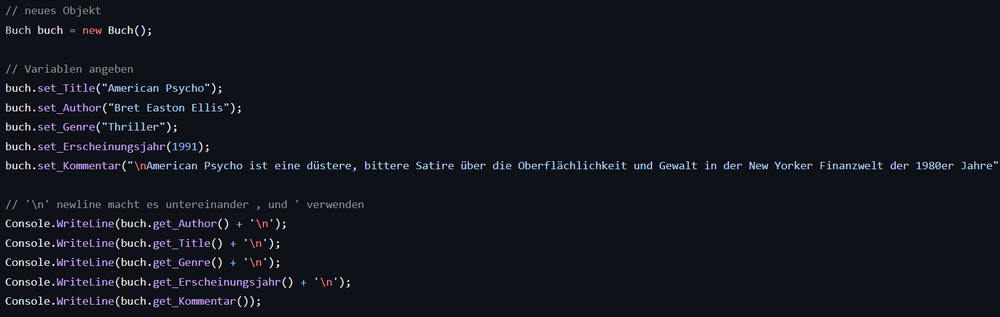 // neues Objekt
Buch buch = new Buch();
// Variablen angeben
buch.set_Title("American Psycho");
buch.set_Author("Bret Easton Ellis");
buch.set_Genre("Thriller");
buch.set_Erscheinungsjahr(1991);
buch.set_Kommentar("\nAmerican Psycho ist eine düstere, bittere Satire über die Oberflächlichkeit und Gewalt in der New Yorker Finanzwelt der 1980er Jahre"
// '\n' newline macht es untereinander , und ' verwenden
Console.WriteLine(buch.get_Author() + '\n');
Console.WriteLine(buch.get_Title() + '\n');
Console.WriteLine(buch.get_Genre() + '\n');
Console.WriteLine(buch.get_Erscheinungsjahr() + '\n');
Console.WriteLine(buch.get_Kommentar());